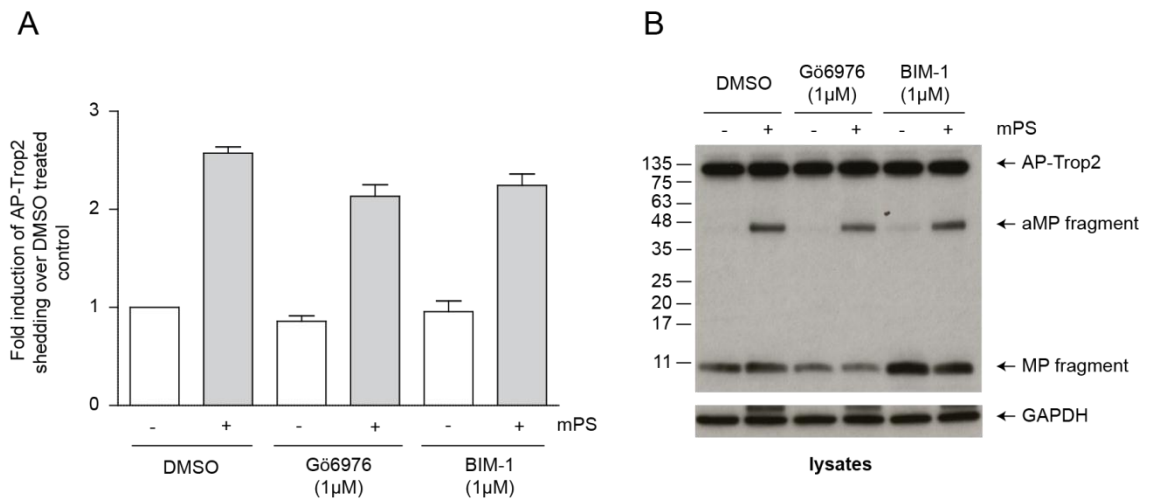 A
Fold induction of AP-Trop2
shedding over DMSO treated
control
3
2
1
0
- + - + - + mPS
DMSO
Gö6976
(1µM)
BIM-1
(1µM)
B
DMSO
Gö6976
(1µM)
BIM-1
(1µM)
- + - + - + mPS
135
75
63
48
35
25
20
17
11
← AP-Trop2
← aMP fragment
← MP fragment
← GAPDH
lysates